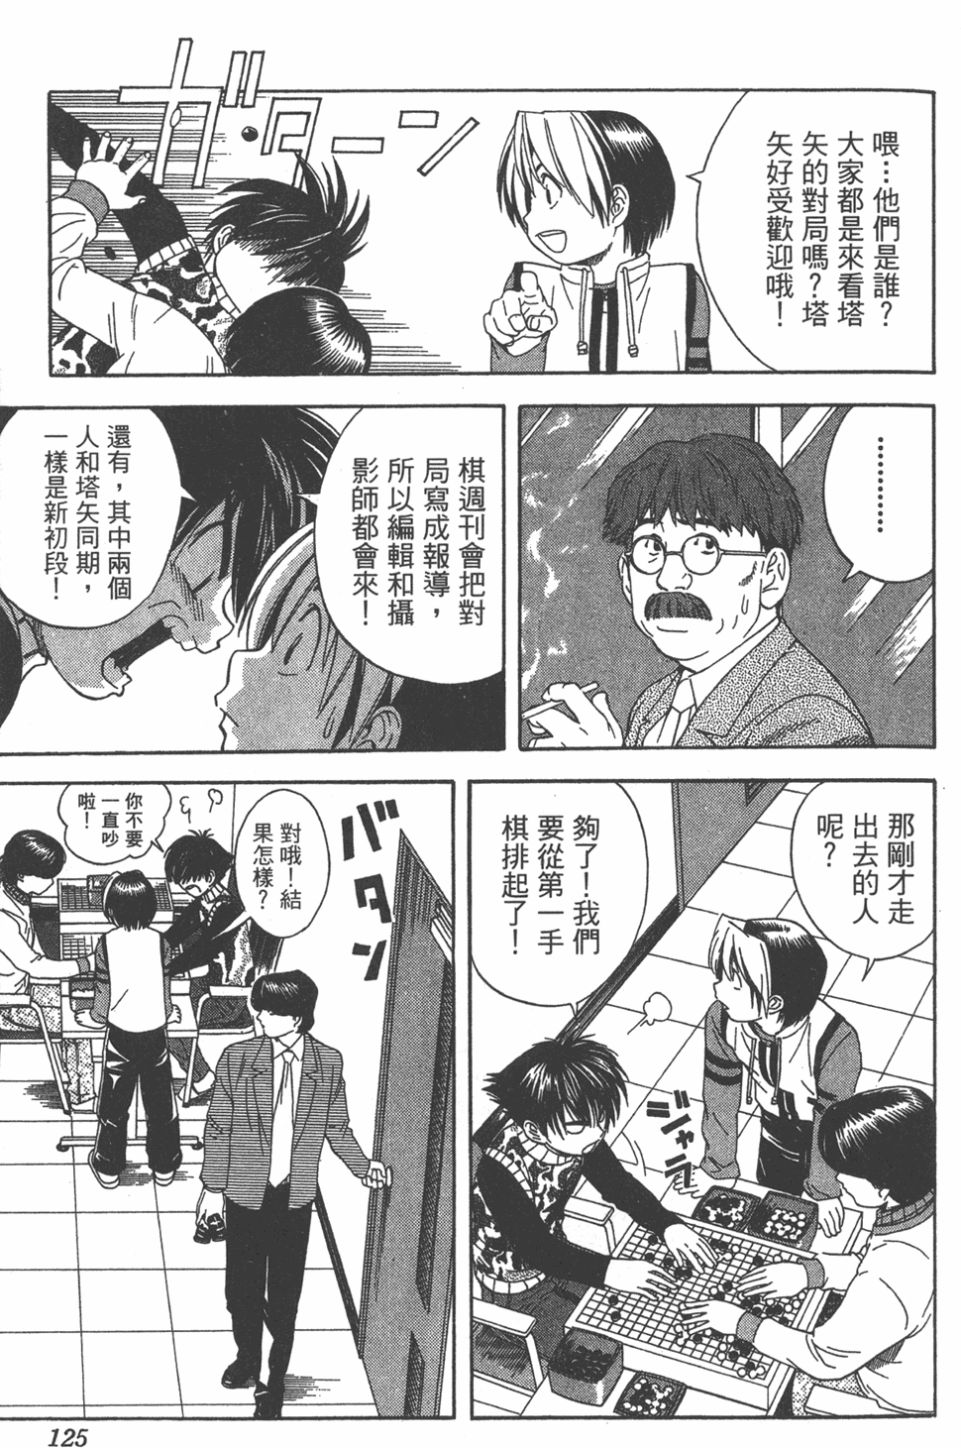 喂…他們是誰？
大家都是來看塔
矢的對局嗎？塔
矢好受歡迎哦！
ガターン
………
棋週刊會把對
局寫成報導，
所以編輯和攝
影師都會來！
還有，其中兩個
人和塔矢同期，
一樣是新初段！
那剛才走
出去的人
呢？
夠了！我們
要從第一手
棋排起了！
ジャラ
バタン
對哦！結
果怎樣？
你不要
一直吵
啦！
125